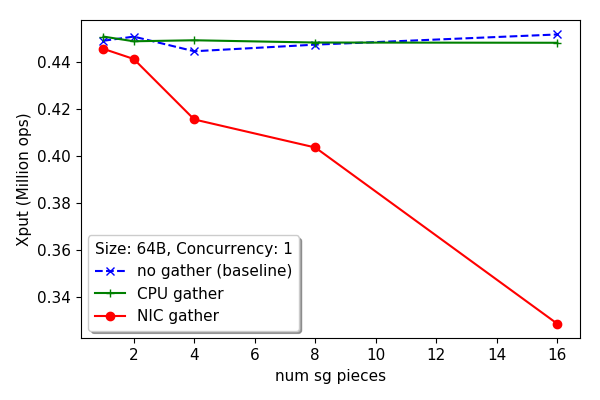 0.44
0.42
0.40
0.38
0.36
0.34
Xput (Million ops)
Size: 64B, Concurrency: 1
no gather (baseline)
CPU gather
NIC gather
2 4 6 8 10 12 14 16
num sg pieces